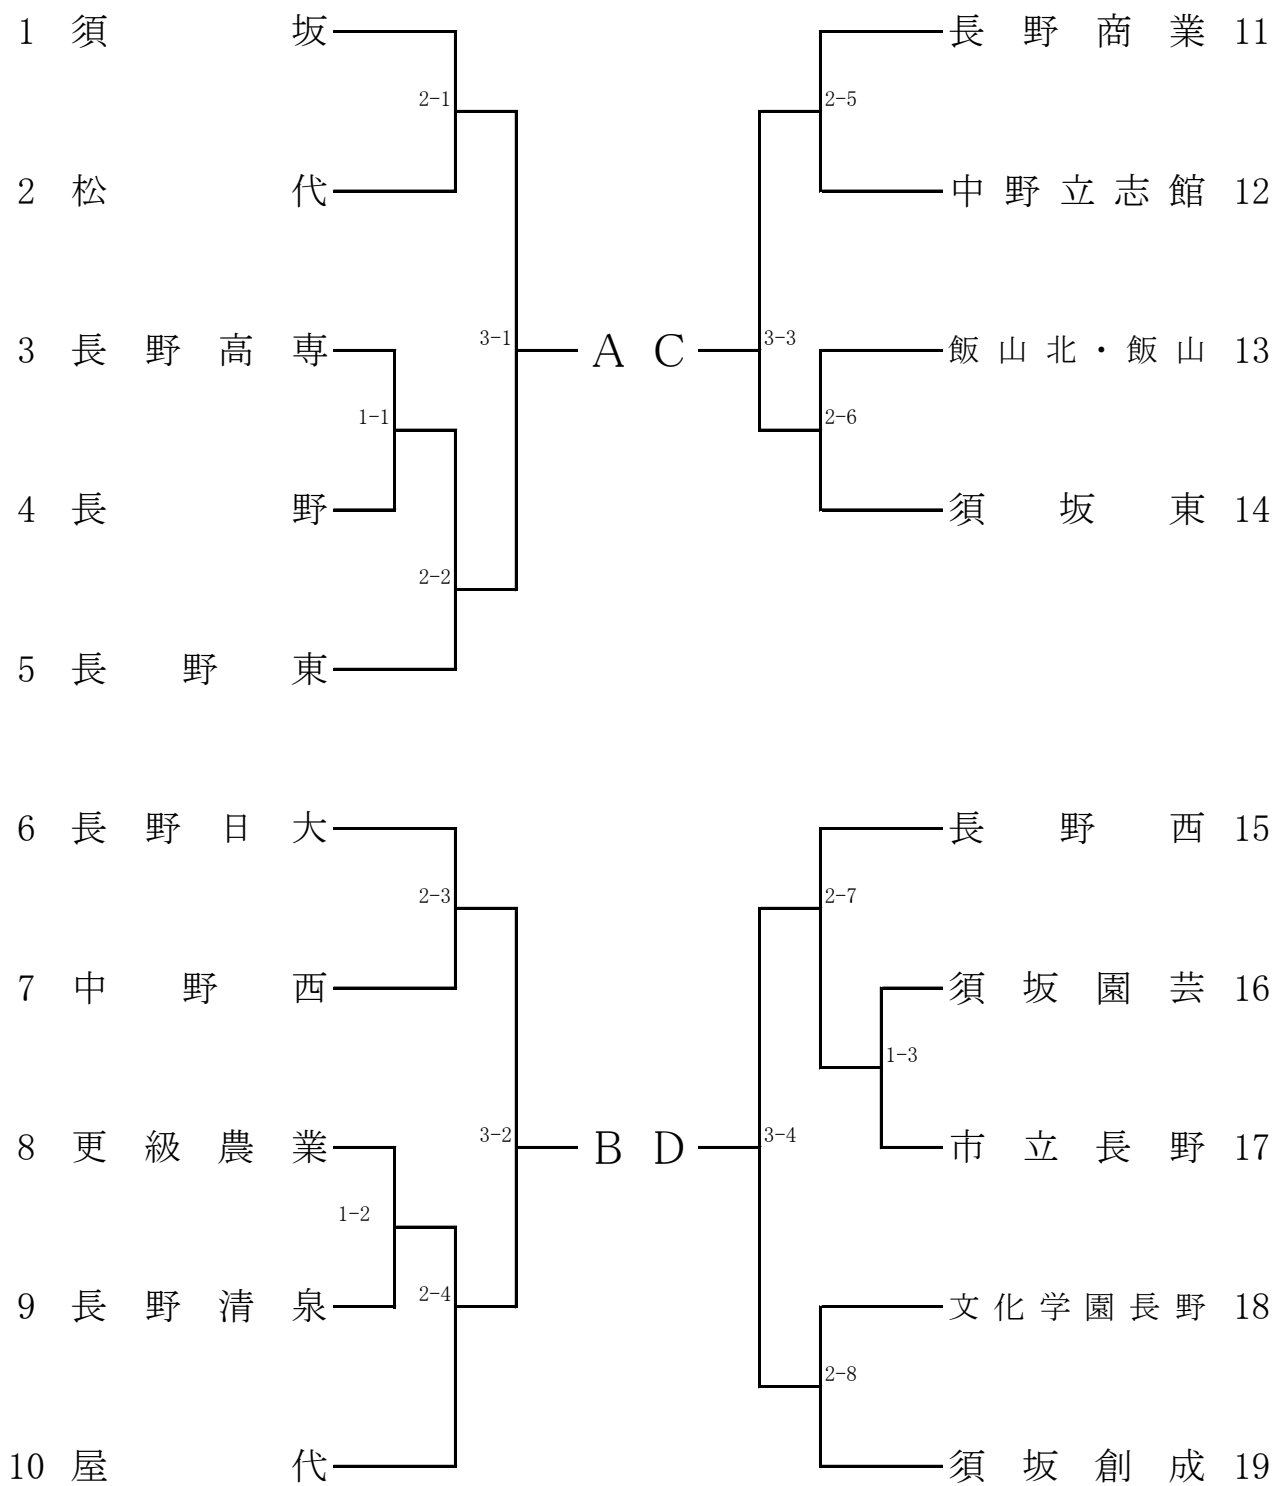 1 須坂
2-1
2 松代
3-1
3 長野高専
1-1
4 長野
2-2
5 長野東
A
6 長野日大
2-3
7 中野西
3-2
8 更級農業
1-2
9 長野清泉
2-4
10 屋代
B
長野商業 11
2-5
中野立志館 12
3-3
飯山北・飯山 13
2-6
須坂東 14
C
長野西 15
2-7
須坂園芸 16
1-3
市立長野 17
3-4
文化学園長野 18
2-8
須坂創成 19
D